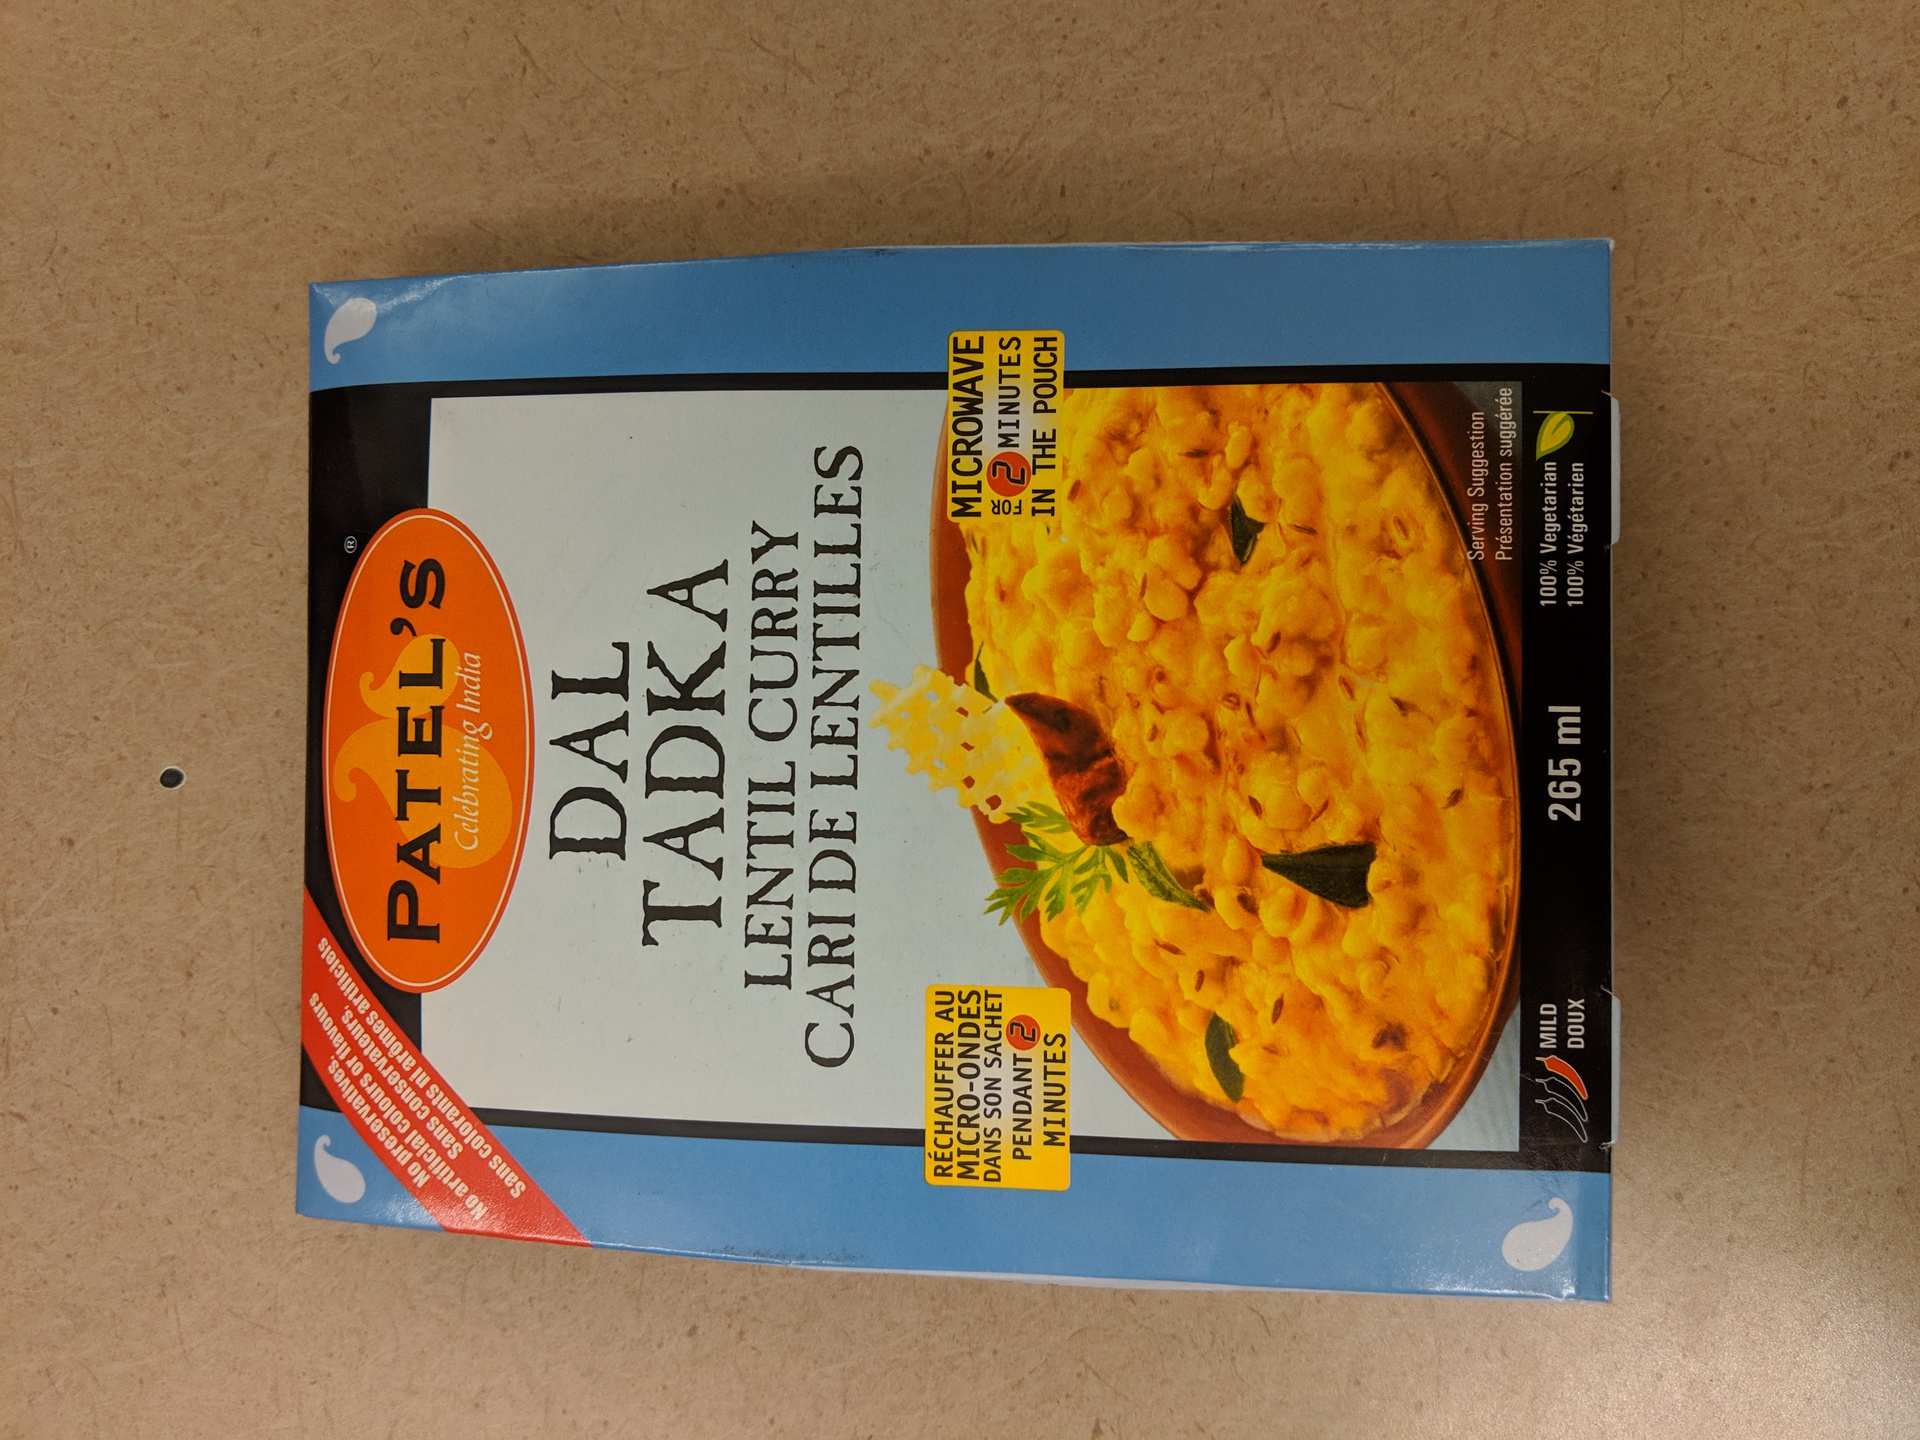 No preservatives.
No artificial colours or flavours
Sans conservateurs,
Sans colorants ni arômes artificiels
PATEL'S
®
Celebrating India
DAL
TADKA
LENTIL CURRY
CARI DE LENTILLES
RÉCHAUFFER AU
MICRO-ONDES
DANS SON SACHET
PENDANT 2
MINUTES
MICROWAVE
FOR 2 MINUTES
IN THE POUCH
Serving Suggestion
Présentation suggérée
MILD
DOUX
265 ml
100% Vegetarian
100% Végétarien